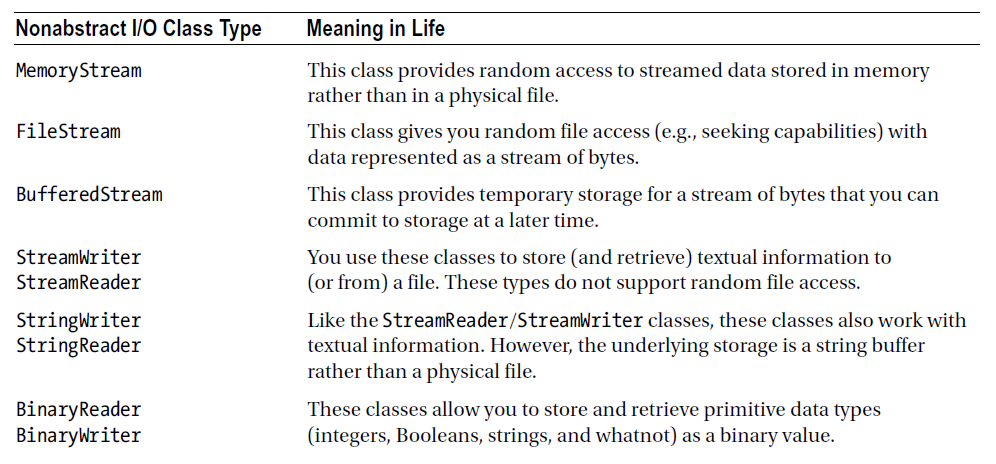 Nonabstract I/O Class Type Meaning in Life
MemoryStream This class provides random access to streamed data stored in memory
rather than in a physical file.
FileStream This class gives you random file access (e.g., seeking capabilities) with
data represented as a stream of bytes.
BufferedStream This class provides temporary storage for a stream of bytes that you can
commit to storage at a later time.
StreamWriter You use these classes to store (and retrieve) textual information to
StreamReader (or from) a file. These types do not support random file access.
StringWriter Like the StreamReader/StreamWriter classes, these classes also work with
StringReader textual information. However, the underlying storage is a string buffer
rather than a physical file.
BinaryReader These classes allow you to store and retrieve primitive data types
BinaryWriter (integers, Booleans, strings, and whatnot) as a binary value.